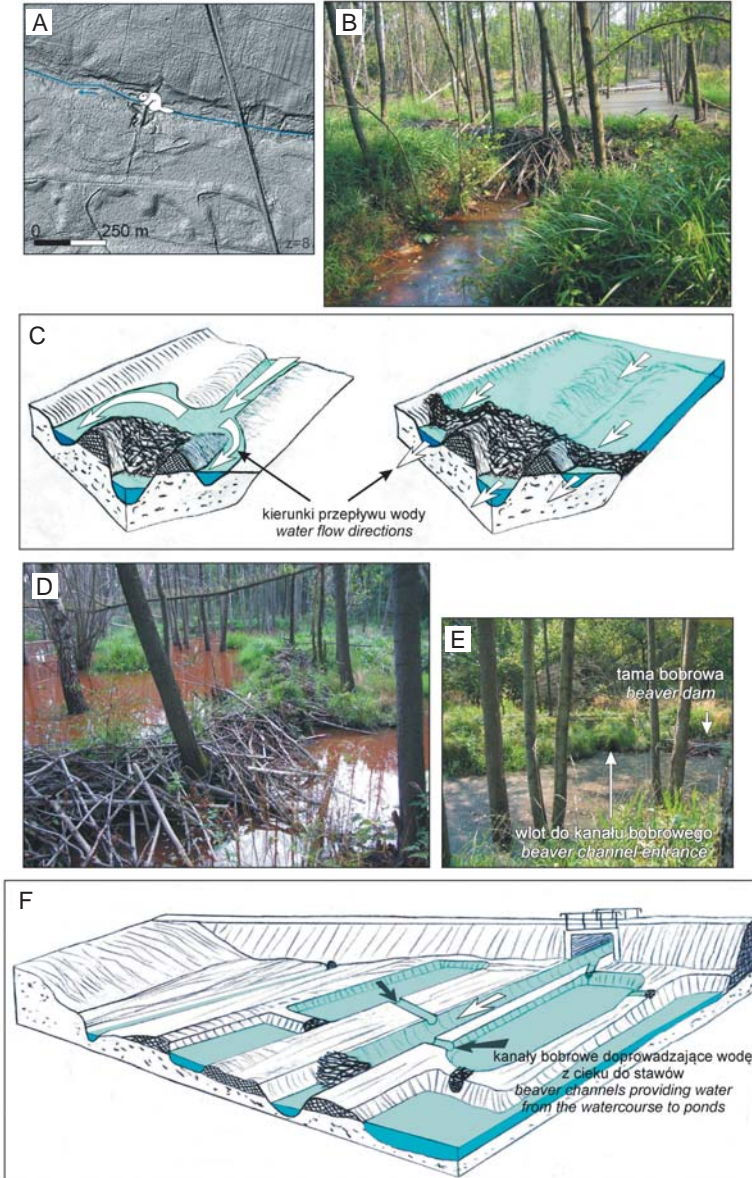 A
0 250 m
z=8
B
C
kierunki przepływu wody
water flow directions
D
E
tama bobrowa
beaver dam
wlot do kanału bobrowego
beaver channel entrance
F
kanały bobrowe doprowadzające wodę
z cieku do stawów
beaver channels providing water
from the watercourse to ponds